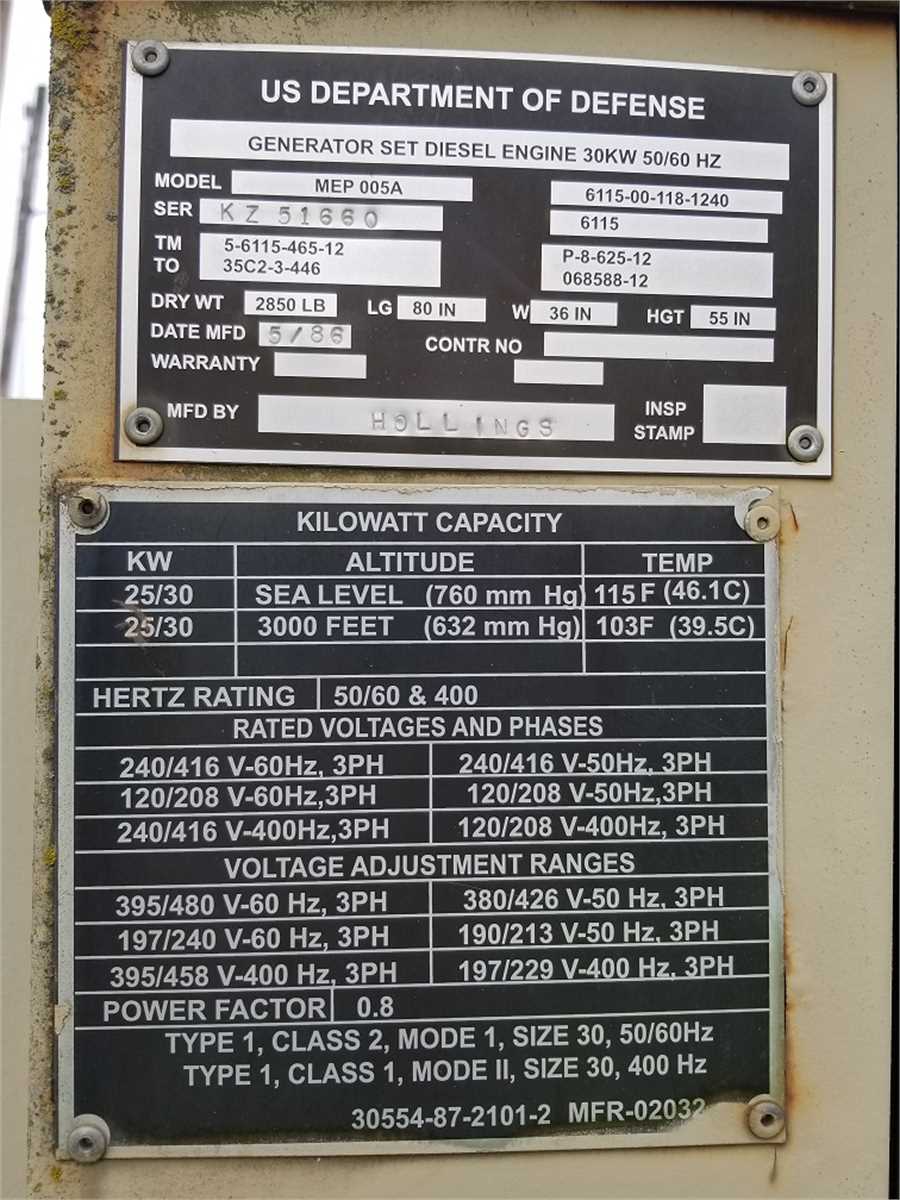 US DEPARTMENT OF DEFENSE
GENERATOR SET DIESEL ENGINE 30KW 50/60 HZ
MODEL MEP 005A 6115-00-118-1240
SER KZ51660 6115
TM 5-6115-465-12 P-8-625-12
TO 35C2-3-446 068588-12
DRY WT 2850 LB LG 80 IN W 36 IN HGT 55 IN
DATE MFD 5/86 CONTR NO
WARRANTY
MFD BY HOLLINGS INSP
STAMP
KILOWATT CAPACITY
KW ALTITUDE TEMP
25/30 SEA LEVEL (760 mm Hg) 115 F (46.1C)
25/30 3000 FEET (632 mm Hg) 103F (39.5C)
HERTZ RATING 50/60 & 400
RATED VOLTAGES AND PHASES
240/416 V-60Hz, 3PH 240/416 V-50Hz, 3PH
120/208 V-60Hz,3PH 120/208 V-50Hz,3PH
240/416 V-400Hz,3PH 120/208 V-400Hz, 3PH
VOLTAGE ADJUSTMENT RANGES
395/480 V-60 Hz, 3PH 380/426 V-50 Hz, 3PH
197/240 V-60 Hz, 3PH 190/213 V-50 Hz, 3PH
395/458 V-400 Hz, 3PH 197/229 V-400 Hz, 3PH
POWER FACTOR 0.8
TYPE 1, CLASS 2, MODE 1, SIZE 30, 50/60Hz
TYPE 1, CLASS 1, MODE II, SIZE 30, 400 Hz
30554-87-2101-2 MFR-02032